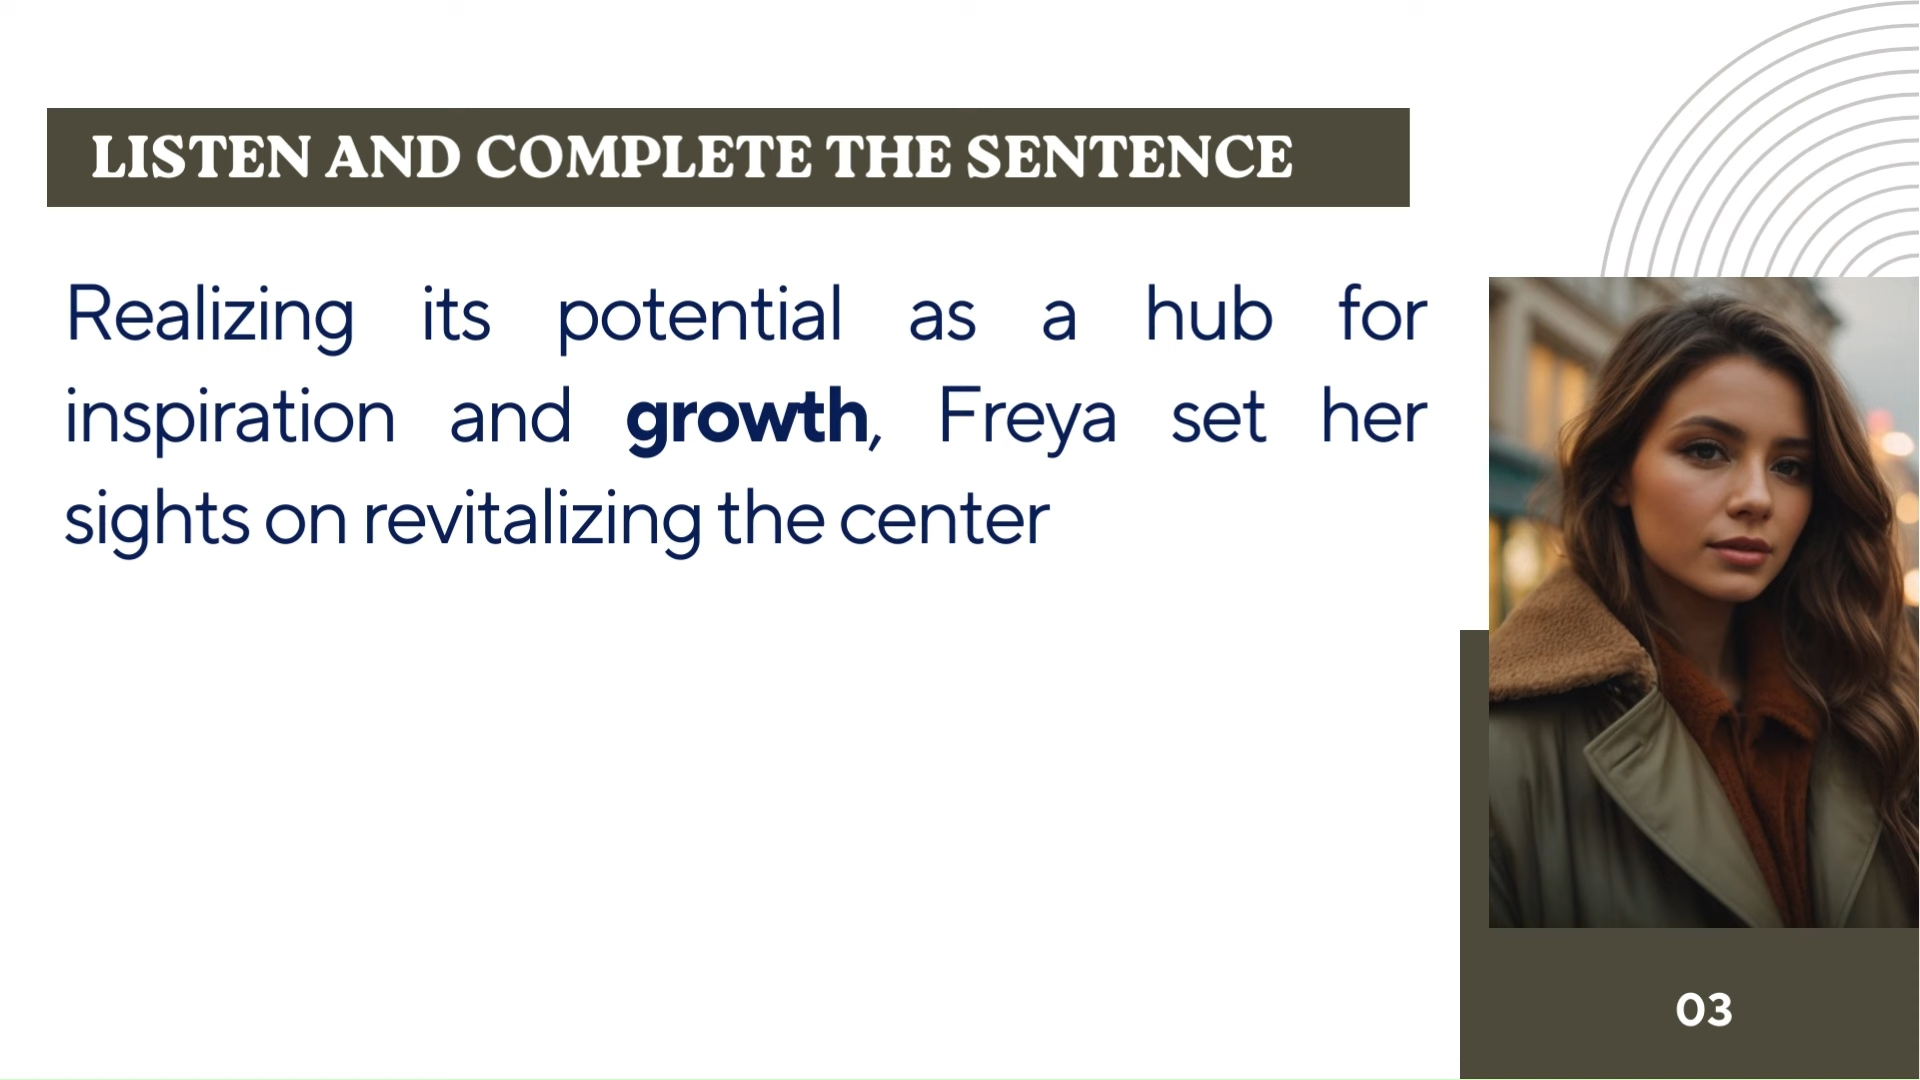 LISTEN AND COMPLETE THE SENTENCE
Realizing its potential as a hub for
inspiration and growth, Freya set her
sights on revitalizing the center
03